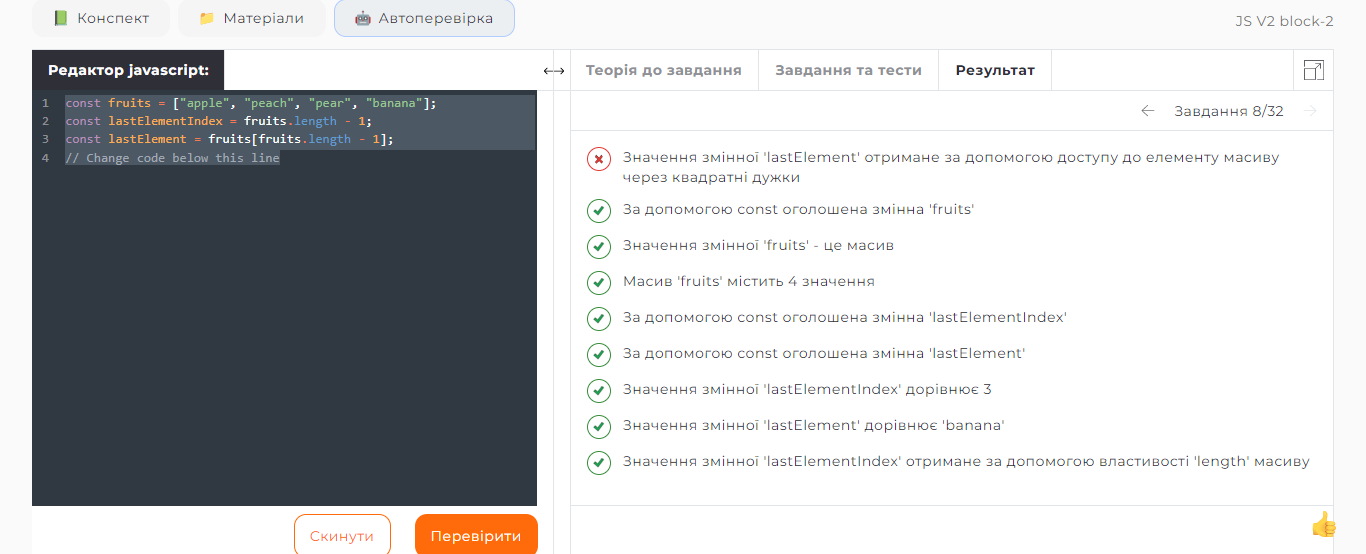 📗 Конспект
📁 Матеріали
🤖 Автоперевірка
JS V2 block-2
Редактор javascript:
1 const fruits = ["apple", "peach", "pear", "banana"];
2 const lastElementIndex = fruits.length - 1;
3 const lastElement = fruits[fruits.length - 1];
4 // Change code below this line
Скинути
Перевірити
Теорія до завдання
Завдання та тести
Результат
Завдання 8/32
Значення змінної 'lastElement' отримане за допомогою доступу до елементу масиву
через квадратні дужки
За допомогою const оголошена змінна 'fruits'
Значення змінної 'fruits' - це масив
Масив 'fruits' містить 4 значення
За допомогою const оголошена змінна 'lastElementIndex'
За допомогою const оголошена змінна 'lastElement'
Значення змінної 'lastElementIndex' дорівнює 3
Значення змінної 'lastElement' дорівнює 'banana'
Значення змінної 'lastElementIndex' отримане за допомогою властивості 'length' масиву